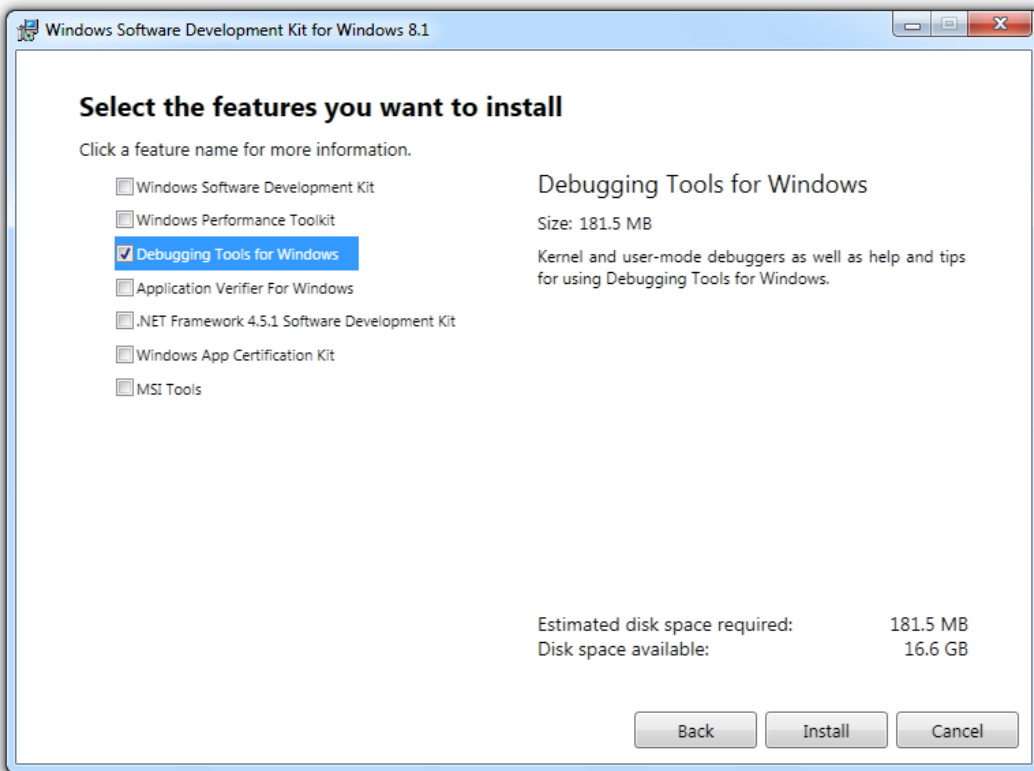 Windows Software Development Kit for Windows 8.1
Select the features you want to install
Click a feature name for more information.
Windows Software Development Kit
Windows Performance Toolkit
Debugging Tools for Windows
Application Verifier For Windows
.NET Framework 4.5.1 Software Development Kit
Windows App Certification Kit
MSI Tools
Debugging Tools for Windows
Size: 181.5 MB
Kernel and user-mode debuggers as well as help and tips
for using Debugging Tools for Windows.
Estimated disk space required: 181.5 MB
Disk space available: 16.6 GB
Back Install Cancel